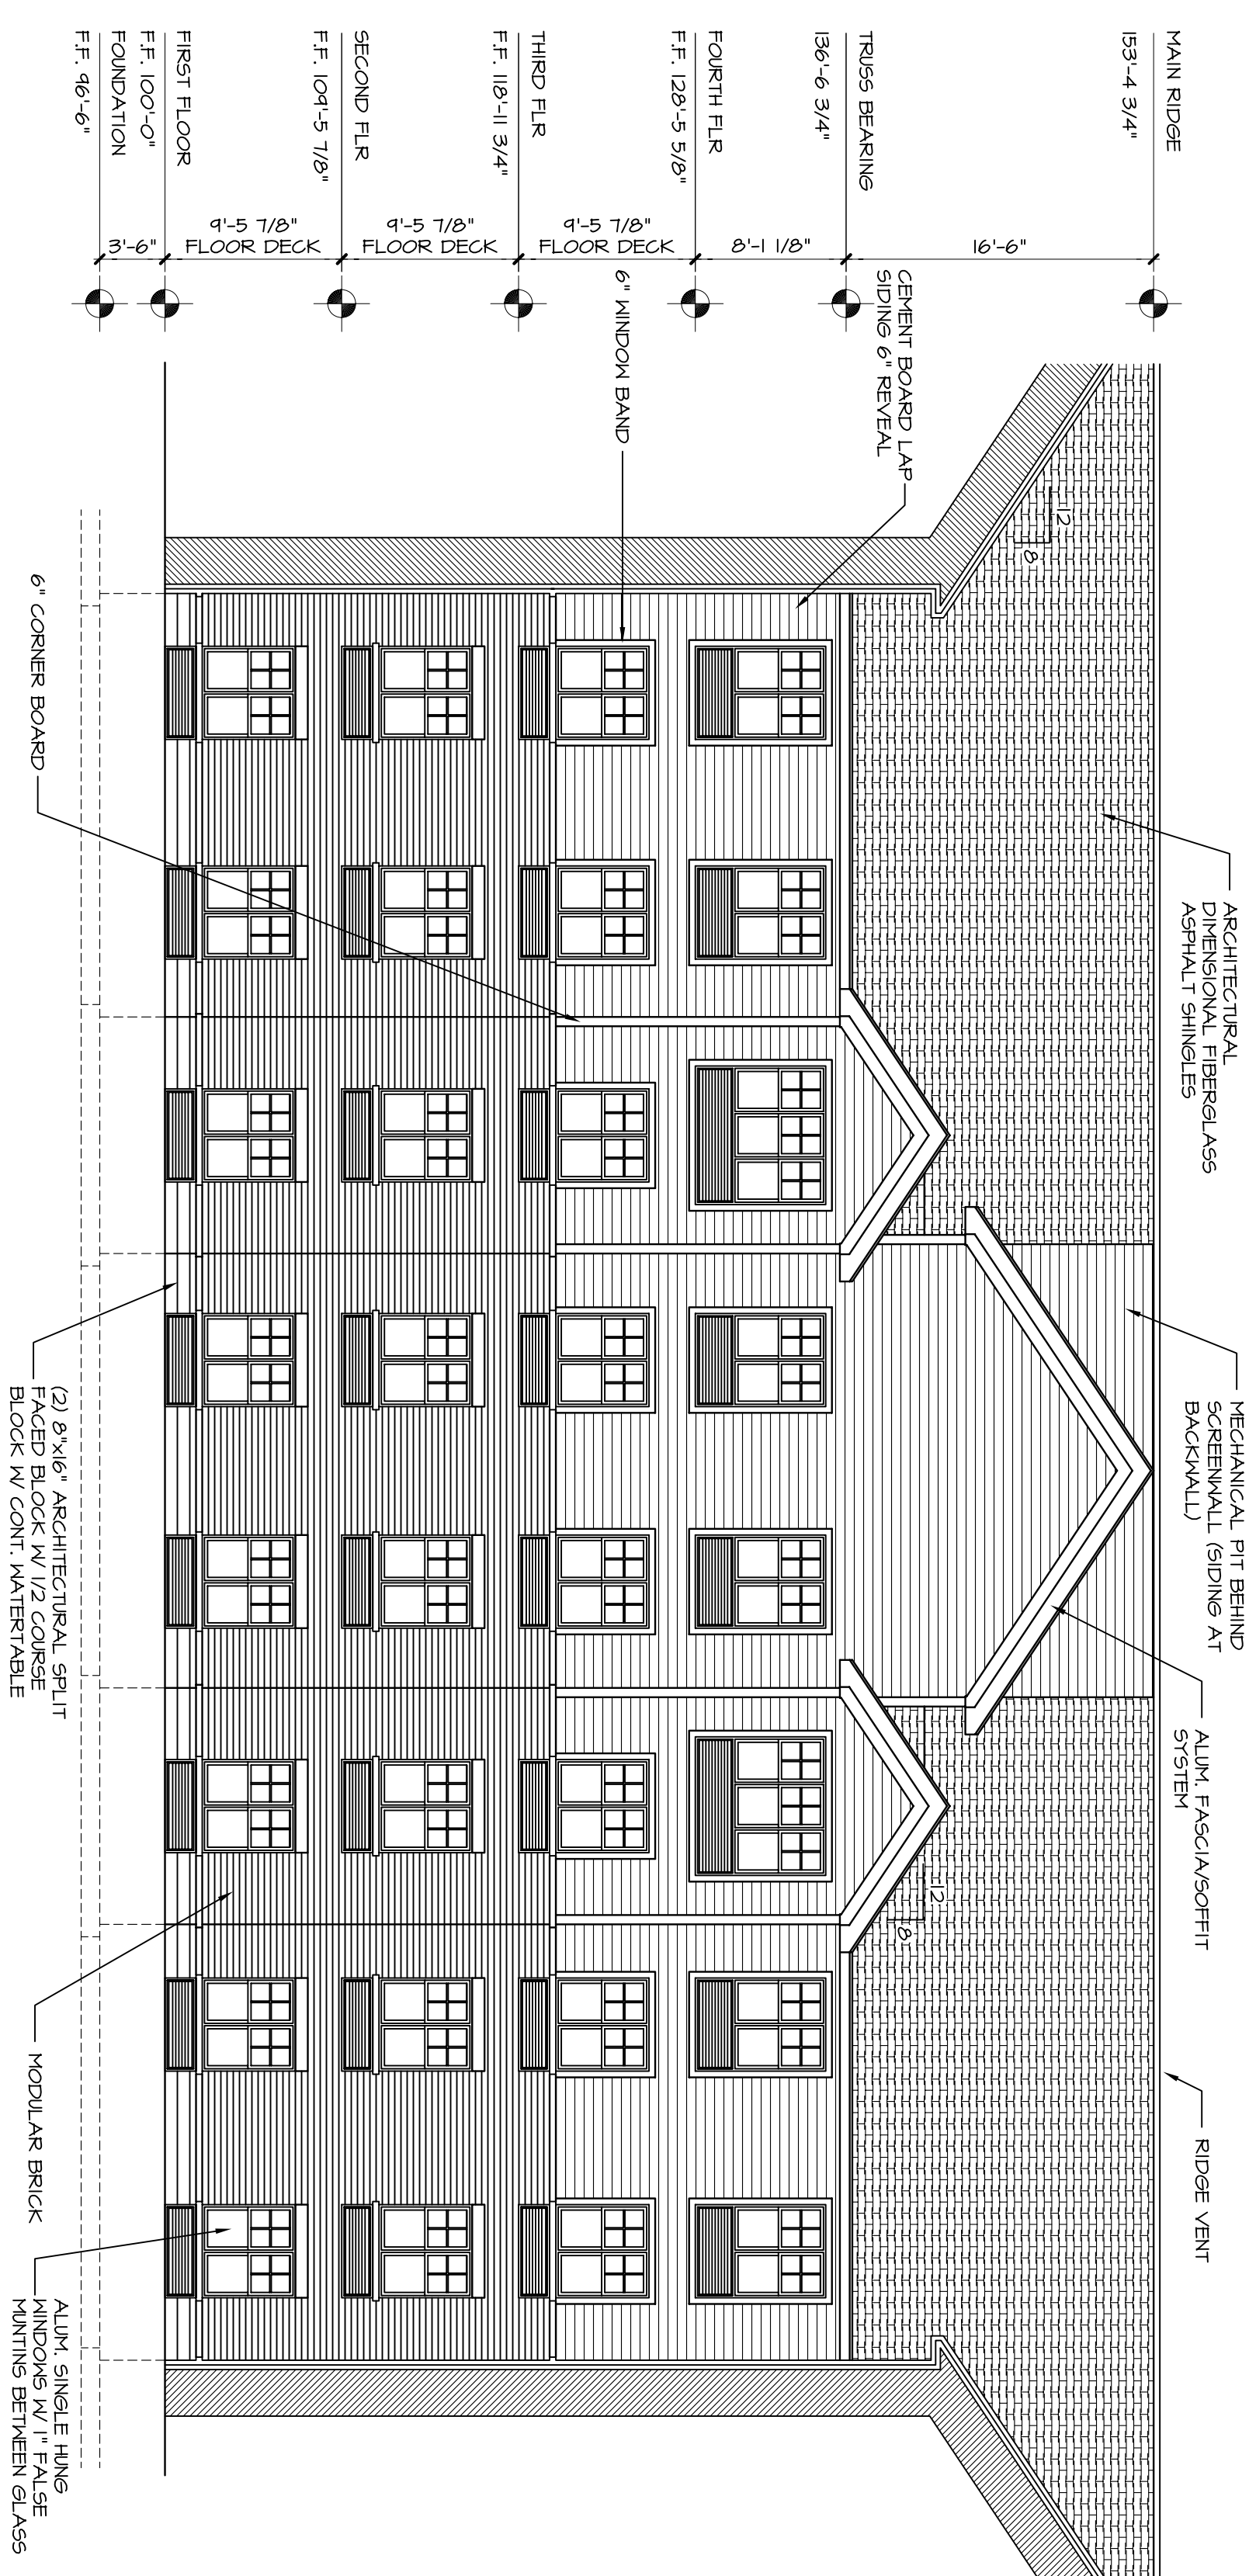 MAIN RIDGE
153'-4 3/4"
TRUSS BEARING
136'-6 3/4"
FOURTH FLR
F.F. 128'-5 5/8"
THIRD FLR
F.F. 118'-11 3/4"
SECOND FLR
F.F. 109'-5 7/8"
FIRST FLOOR
F.F. 100'-0"
FOUNDATION
F.F. 96'-6"
16'-6"
8'-1 1/8"
9'-5 7/8"
FLOOR DECK
9'-5 7/8"
FLOOR DECK
9'-5 7/8"
FLOOR DECK
3'-6"
CEMENT BOARD LAP
SIDING 6" REVEAL
6" WINDOW BAND
6" CORNER BOARD
12
8
ARCHITECTURAL
DIMENSIONAL FIBERGLASS
ASPHALT SHINGLES
MECHANICAL PIT BEHIND
SCREENWALL (SIDING AT
BACKWALL)
ALUM. FASCIA/SOFFIT
SYSTEM
12
8
RIDGE VENT
(2) 8"x16" ARCHITECTURAL SPLIT
FACED BLOCK W/ 1/2 COURSE
BLOCK W/ CONT. WATERTABLE
MODULAR BRICK
ALUM. SINGLE HUNG
WINDOWS W/ 1" FALSE
MUNTINS BETWEEN GLASS